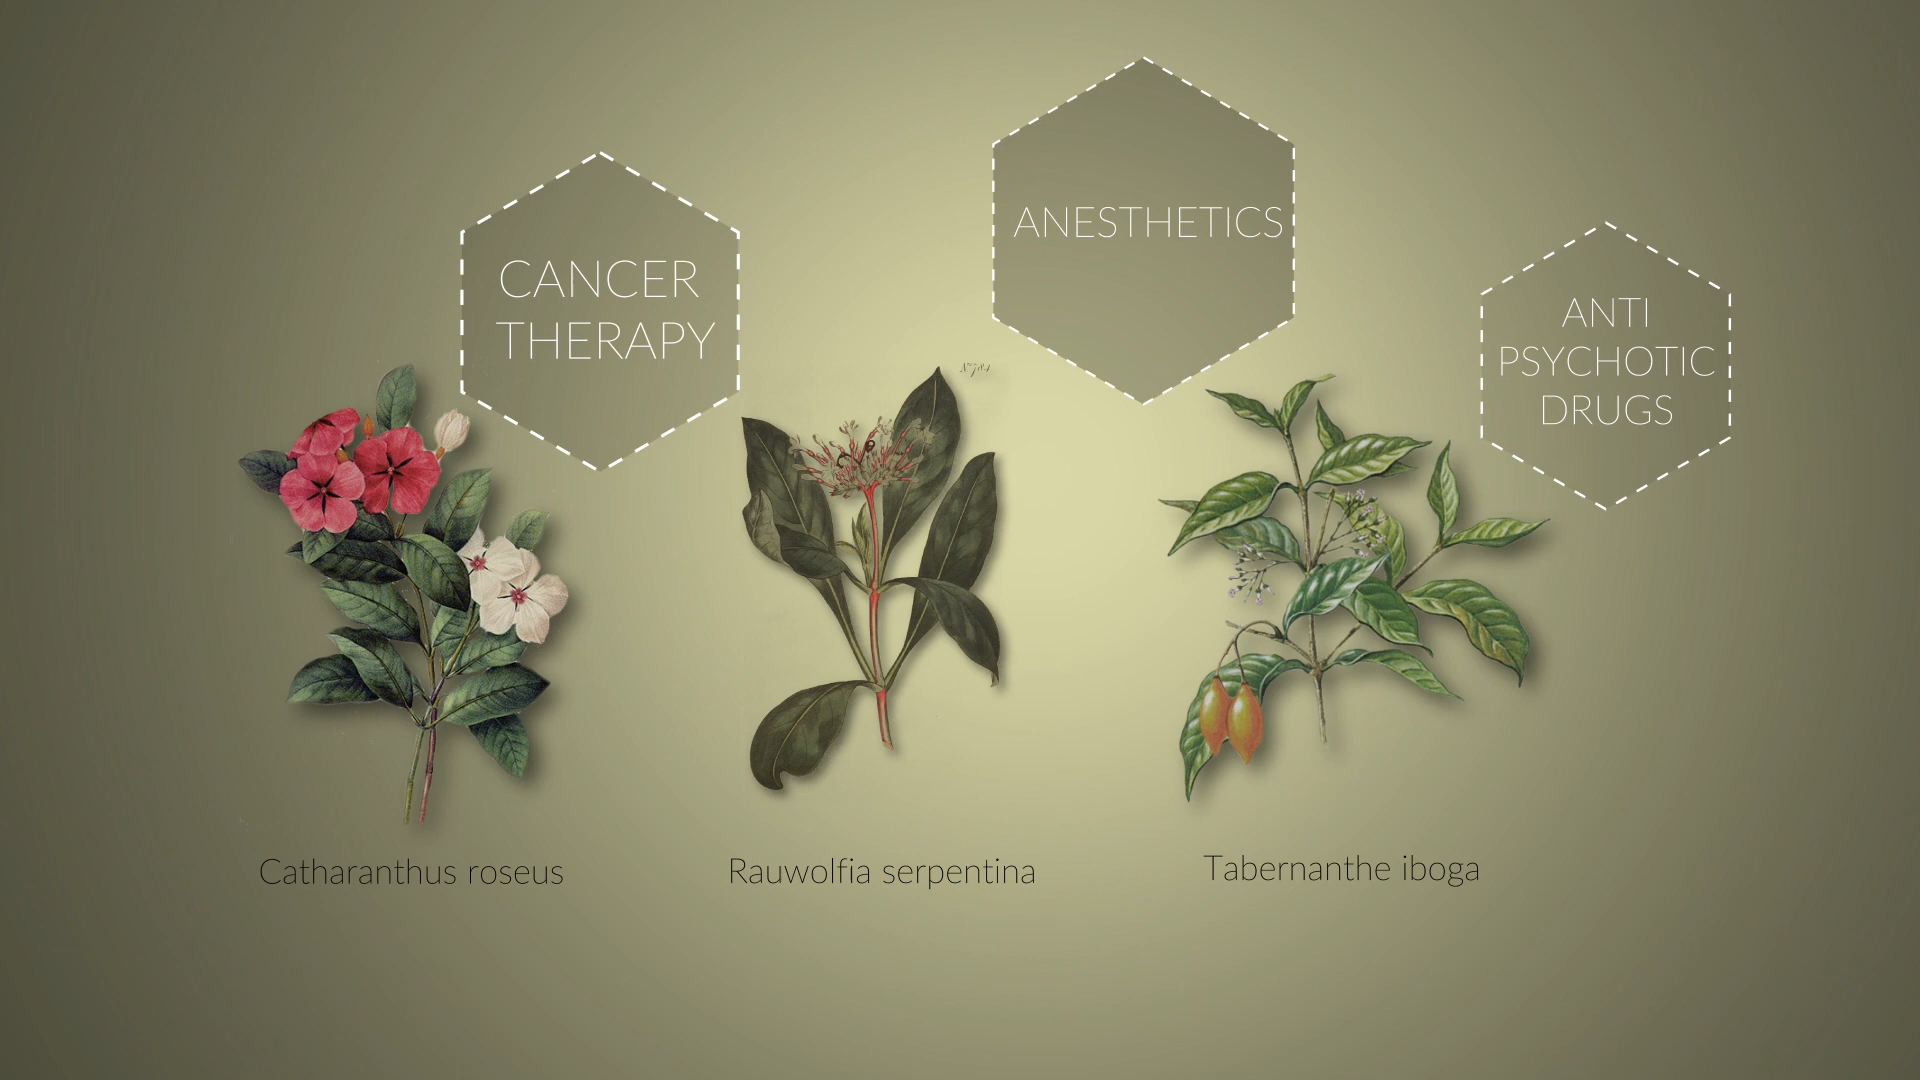 CANCER
THERAPY
ANESTHETICS
ANTI
PSYCHOTIC
DRUGS
Catharanthus roseus
Rauwolfia serpentina
Tabernanthe iboga